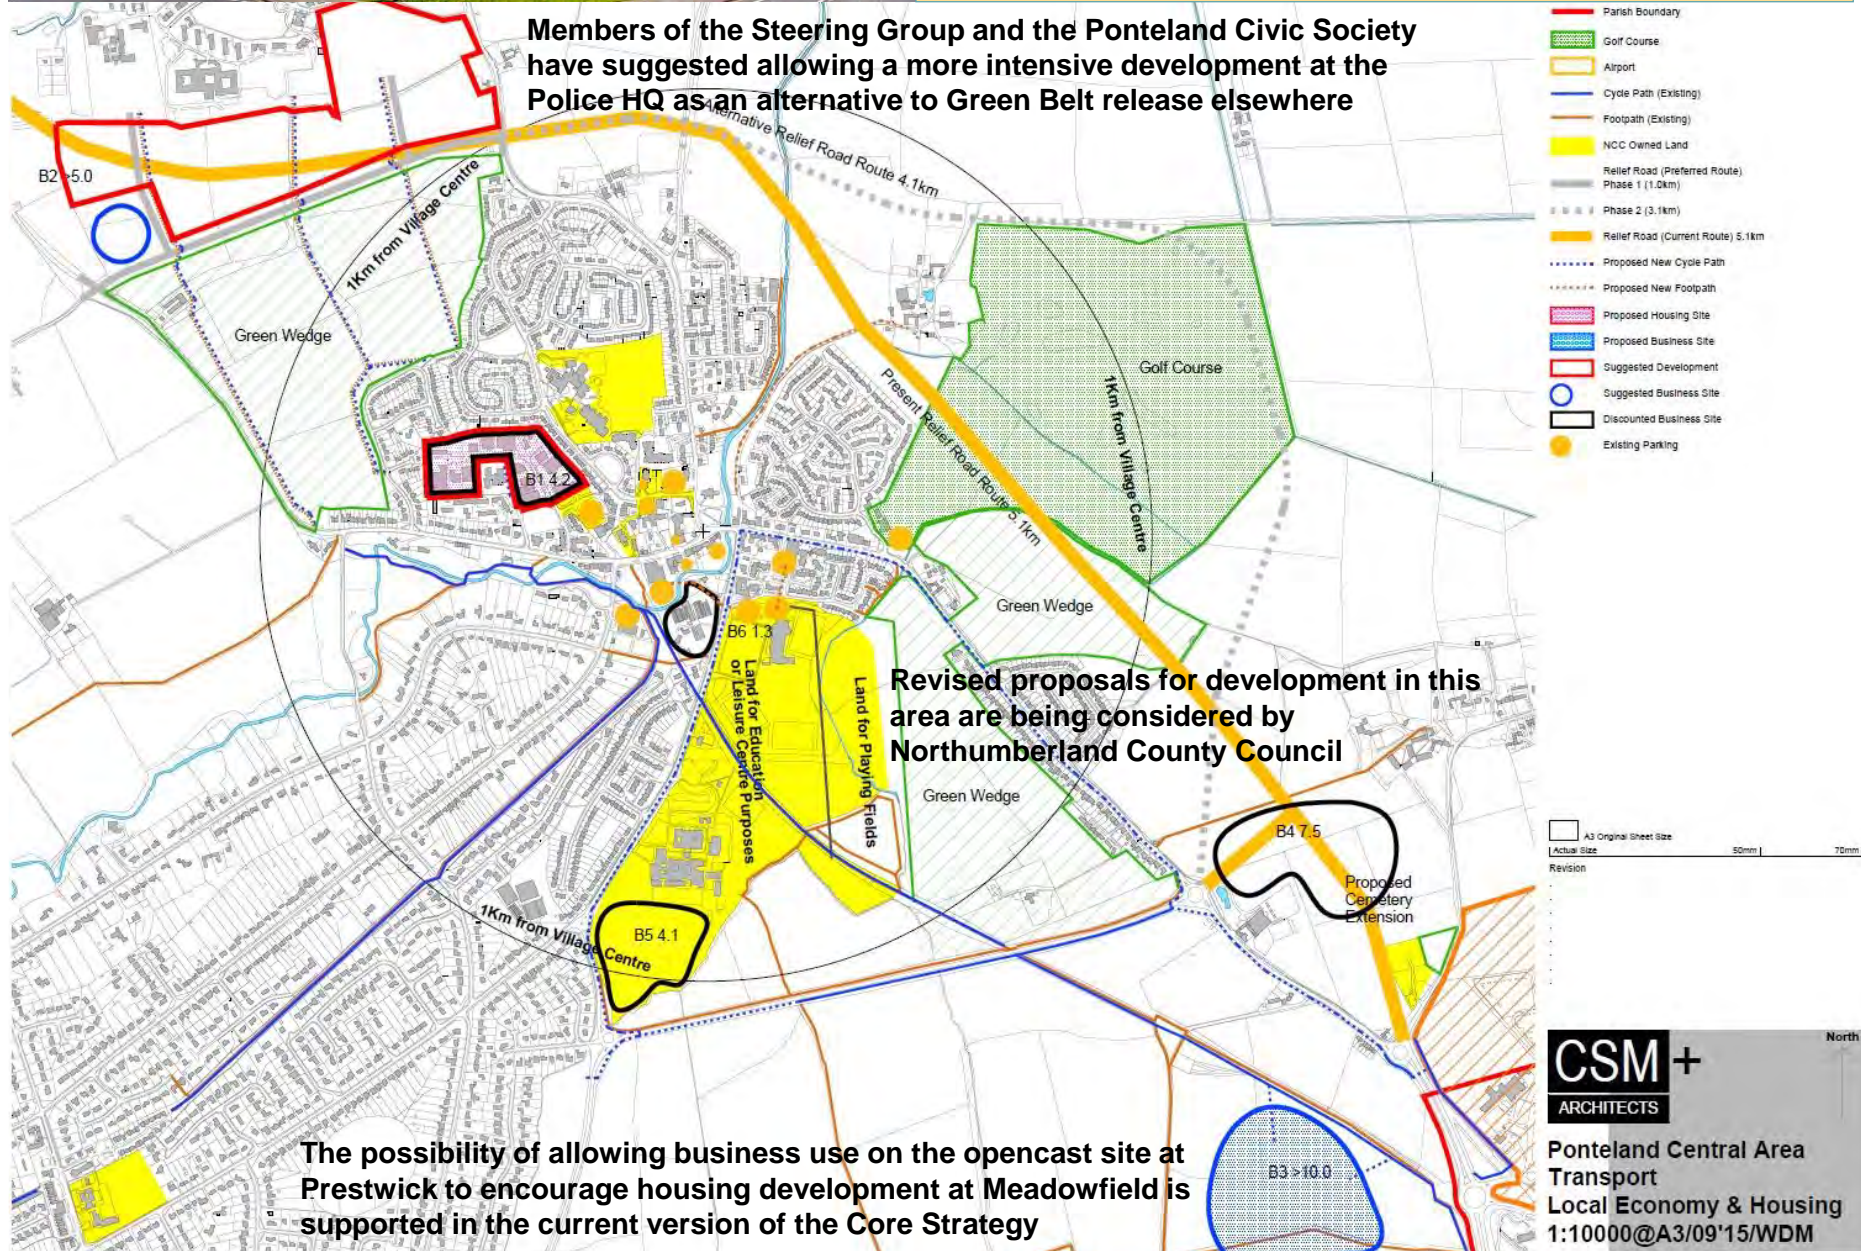 Members of the Steering Group and the Ponteland Civic Society
have suggested allowing a more intensive development at the
Police HQ as an alternative to Green Belt release elsewhere
Alternative Relief Road Route 4.1km
B2 >5.0
1Km from Village Centre
Green Wedge
Golf Course
1Km from Village Centre
Present Relief Road Route 5.1km
B1 4.2
Green Wedge
B6 1.3
Land for Education
or Leisure Centre Purposes
Land for Playing Fields
Revised proposals for development in this
area are being considered by
Northumberland County Council
Green Wedge
B4 7.5
Proposed
Cemetery
Extension
B5 4.1
1Km from Village Centre
The possibility of allowing business use on the opencast site at
Prestwick to encourage housing development at Meadowfield is
supported in the current version of the Core Strategy
B3 >10.0
Parish Boundary
Golf Course
Airport
Cycle Path (Existing)
Footpath (Existing)
NCC Owned Land
Relief Road (Preferred Route)
Phase 1 (1.0km)
Phase 2 (3.1km)
Relief Road (Current Route) 5.1km
Proposed New Cycle Path
Proposed New Footpath
Proposed Housing Site
Proposed Business Site
Suggested Development
Suggested Business Site
Discounted Business Site
Existing Parking
A3 Original Sheet Size
Actual Size 50mm 70mm
Revision
North
CSM+
ARCHITECTS
Ponteland Central Area
Transport
Local Economy & Housing
1:10000@A3/09'15/WDM